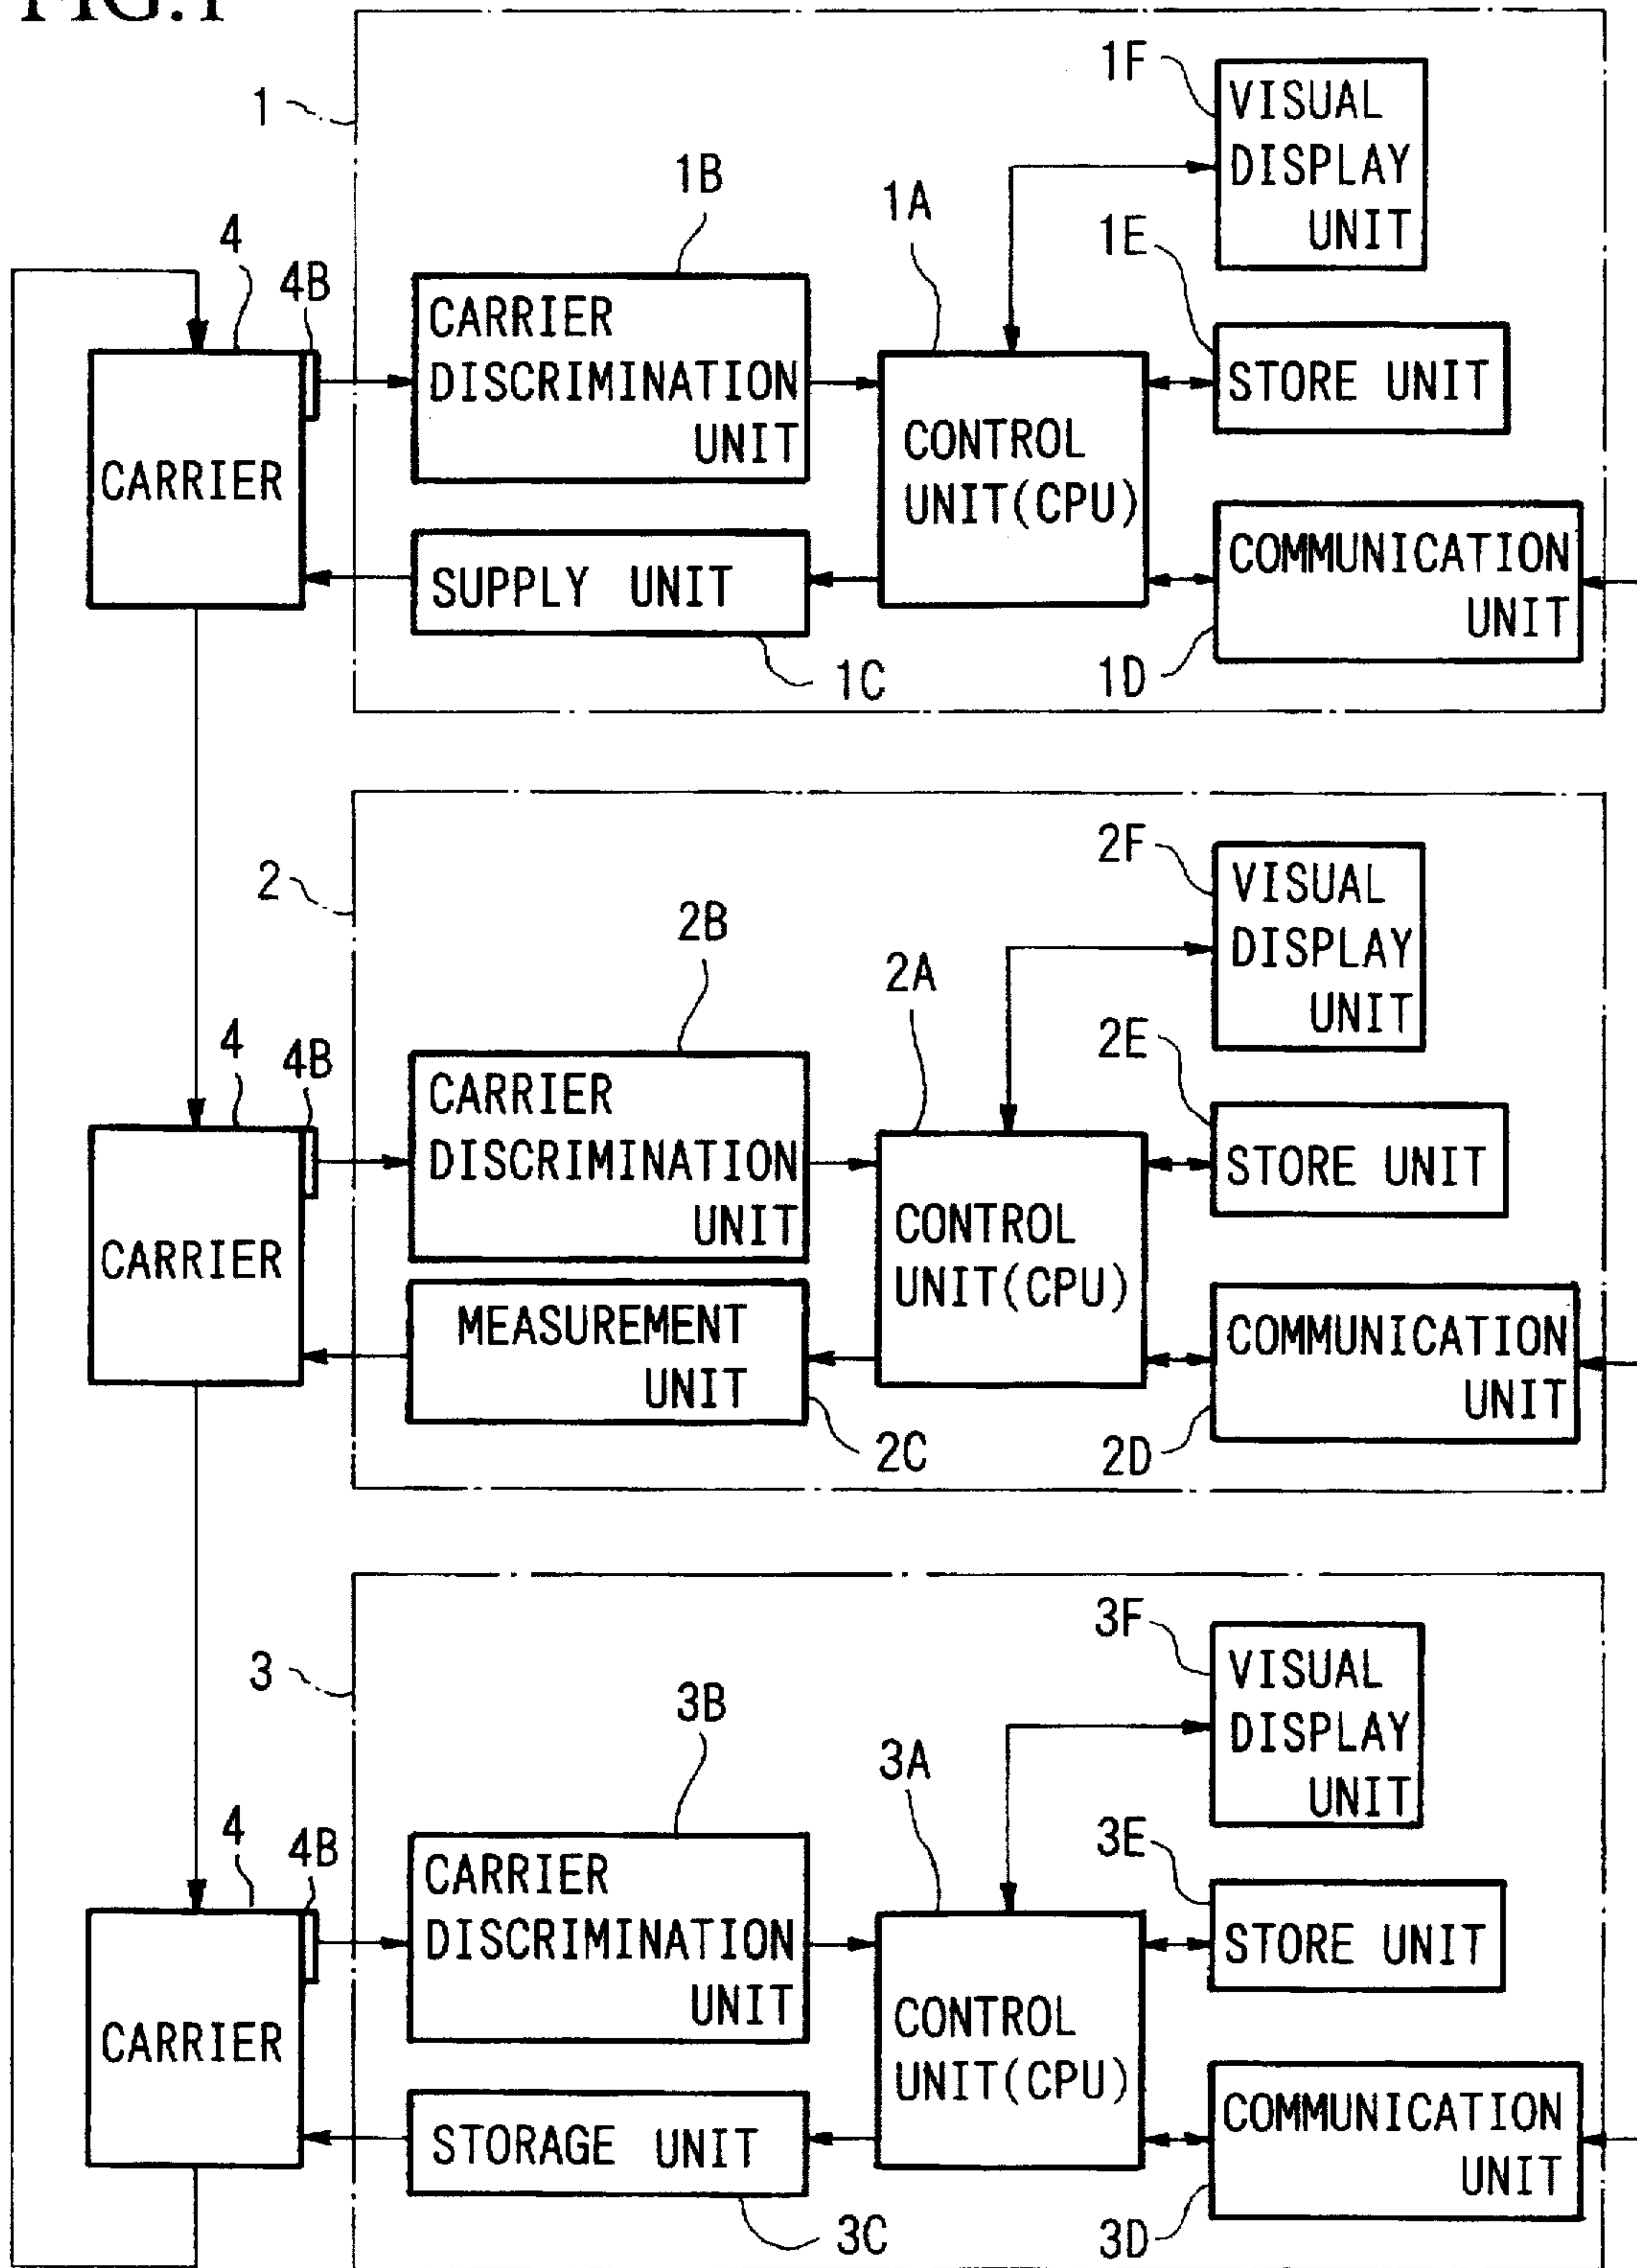 FIG.1
1
1F
VISUAL
DISPLAY
UNIT
1B
1A
1E
4
4B
CARRIER
DISCRIMINATION
UNIT
STORE UNIT
CARRIER
CONTROL
UNIT(CPU)
SUPPLY UNIT
COMMUNICATION
UNIT
1C
1D
2
2F
VISUAL
DISPLAY
UNIT
2B
2A
2E
4
4B
CARRIER
DISCRIMINATION
UNIT
STORE UNIT
CARRIER
CONTROL
UNIT(CPU)
MEASUREMENT
UNIT
COMMUNICATION
UNIT
2C
2D
3
3F
VISUAL
DISPLAY
UNIT
3B
3A
3E
4
4B
CARRIER
DISCRIMINATION
UNIT
STORE UNIT
CARRIER
CONTROL
UNIT(CPU)
STORAGE UNIT
COMMUNICATION
UNIT
3C
3D